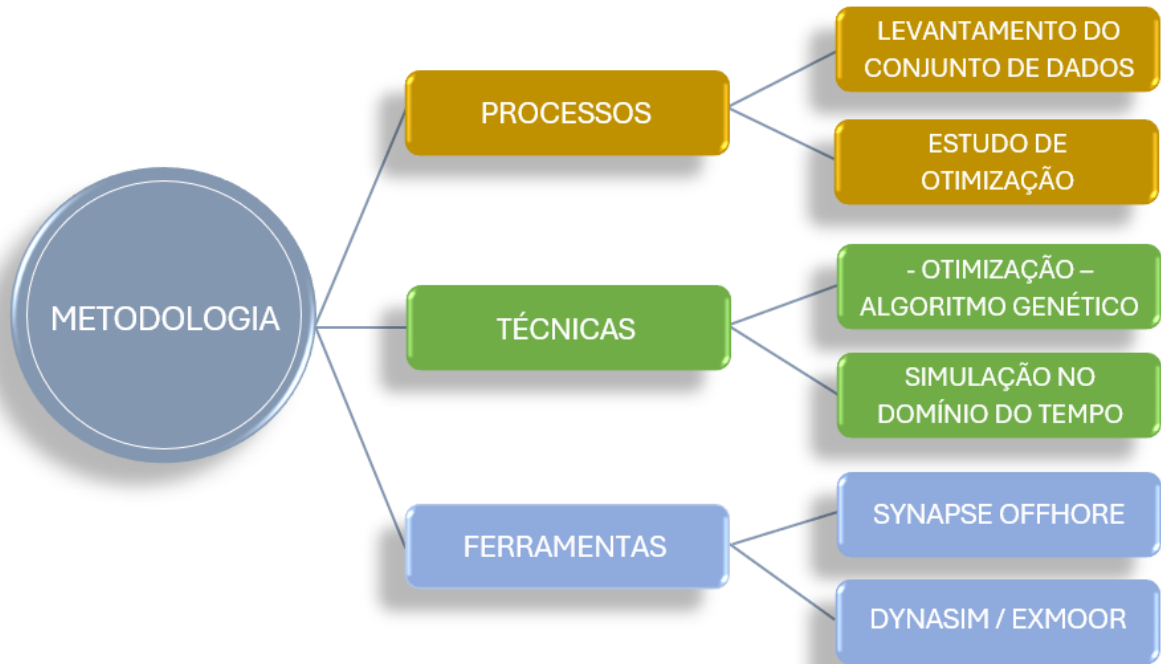 METODOLOGIA
PROCESSOS
LEVANTAMENTO DO
CONJUNTO DE DADOS
ESTUDO DE
OTIMIZAÇÃO
TÉCNICAS
- OTIMIZAÇÃO –
ALGORITMO GENÉTICO
SIMULAÇÃO NO
DOMÍNIO DO TEMPO
FERRAMENTAS
SYNAPSE OFFHORE
DYNASIM / EXMOOR